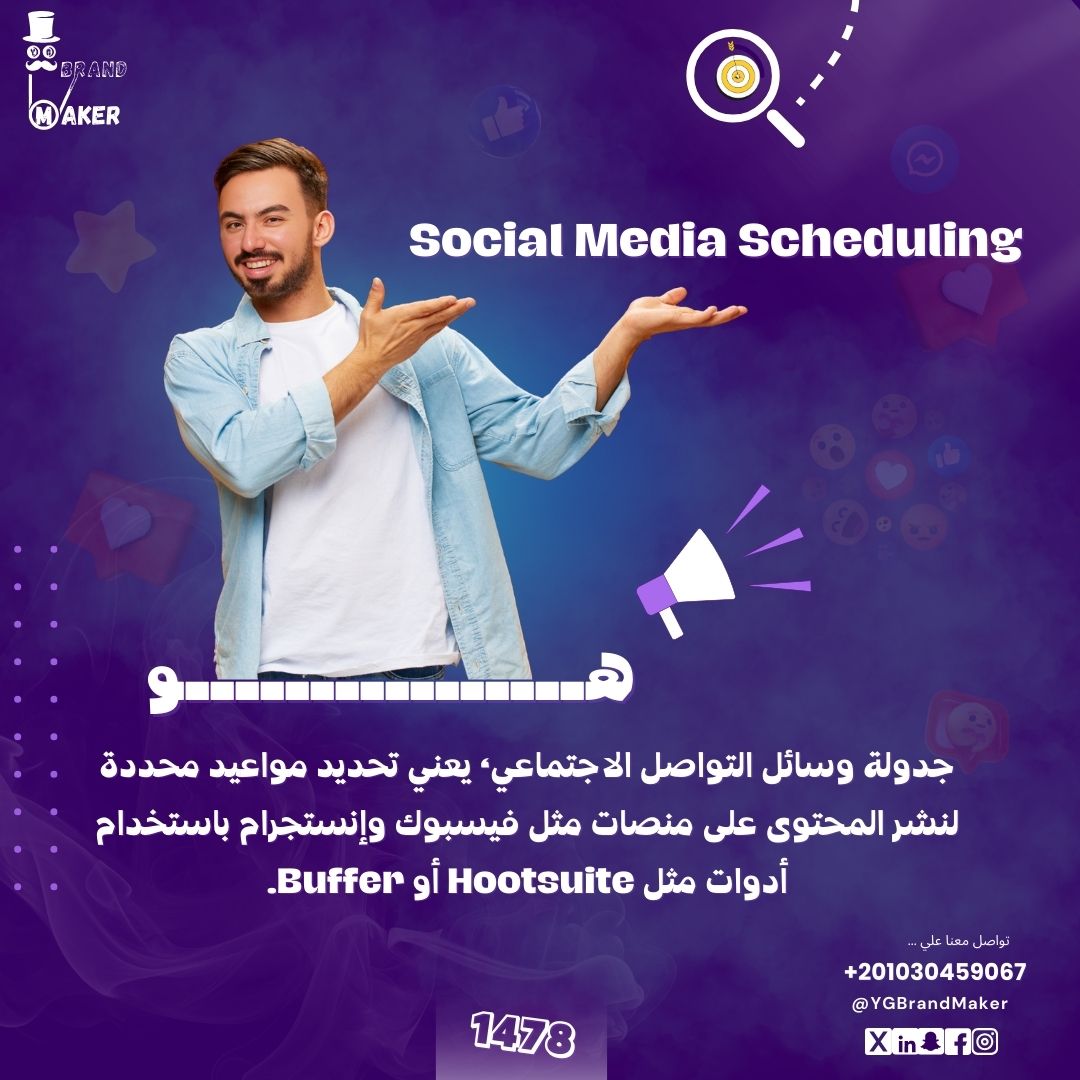 BRAND
MAKER
Social Media Scheduling
هـــــــــــــــو
جدولة وسائل التواصل الاجتماعي، يعني تحديد مواعيد محددة
لنشر المحتوى على منصات مثل فيسبوك وإنستجرام باستخدام
أدوات مثل Hootsuite أو Buffer.
تواصل معنا علي ...
+201030459067
@YGBrandMaker
1478